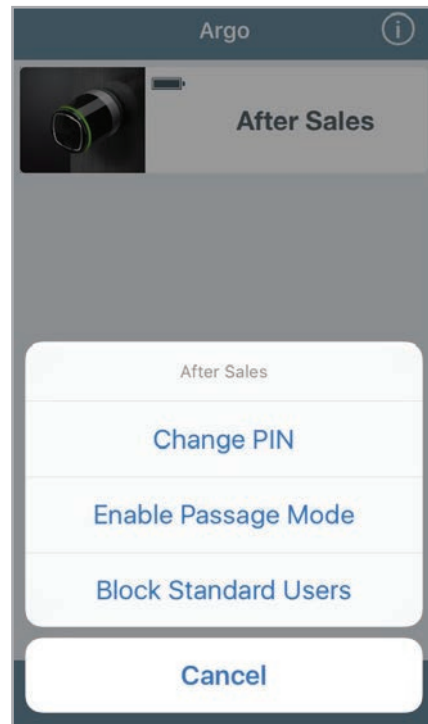 Argo
After Sales
After Sales
Change PIN
Enable Passage Mode
Block Standard Users
Cancel